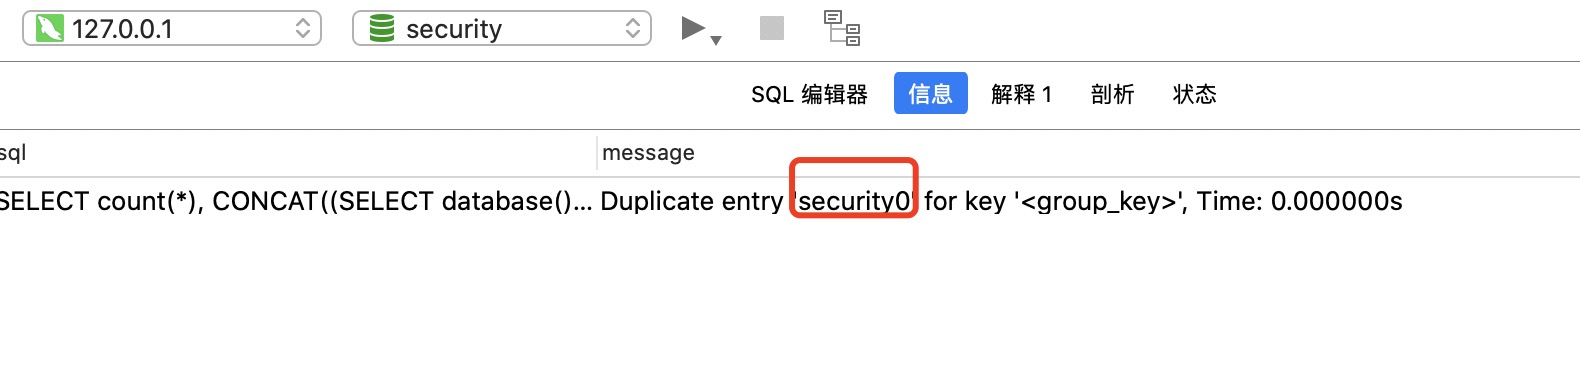 127.0.0.1 security
SQL 编辑器 信息 解释 1 剖析 状态
sql message
SELECT count(*), CONCAT((SELECT database()... Duplicate entry 'security0' for key '<group_key>', Time: 0.000000s